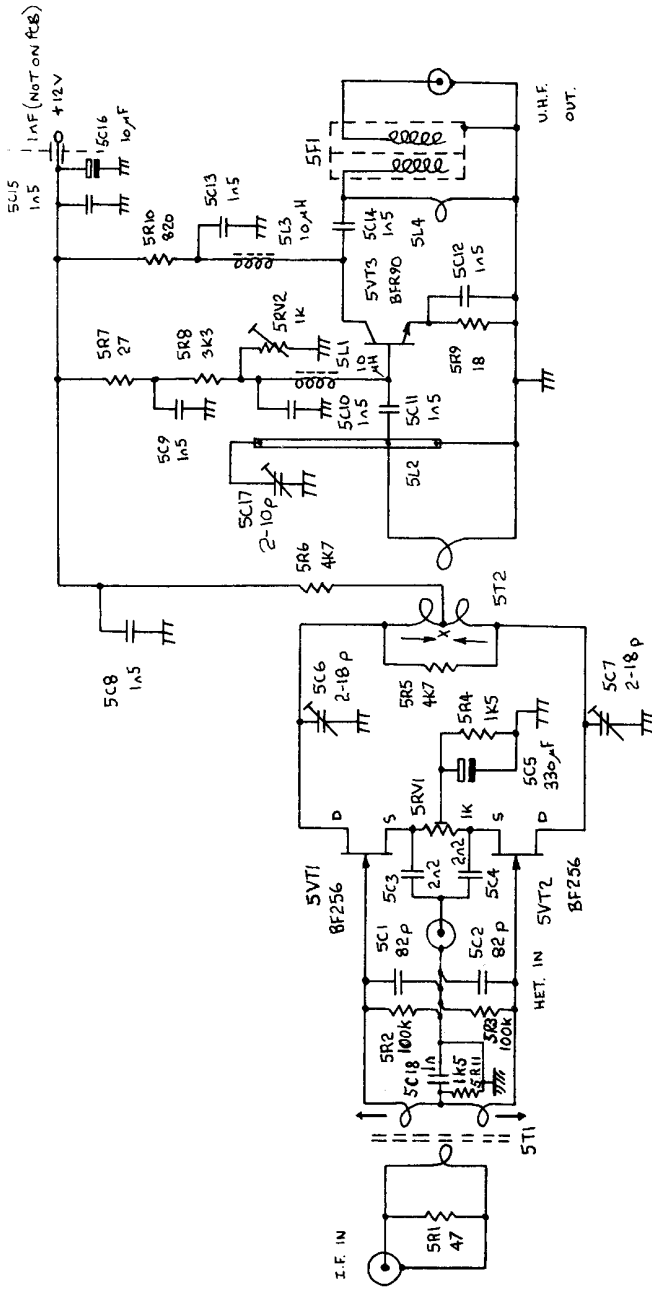 I.F. IN
5R1
47
5T1
5C18
1n
1K5
5R11
5R2
100k
5R3
100k
5C1
82p
5C2
82p
HET. IN
5VT1
BF256
5VT2
BF256
D
S
S
D
5C3
2n2
5C4
2n2
5RV1
1K
5C5
330µF
5R4
1K5
5C6
2-18p
5C7
2-18p
5R5
4K7
X
5T2
5R6
4K7
5C8
1n5
5C17
2-10p
5L2
5C9
1n5
5R7
27
5R8
3K3
5RV2
1K
5L1
10µH
5C10
1n5
5C11
1n5
5VT3
BFR90
5R9
18
5C12
1n5
5R10
820
5C13
1n5
5L3
10µH
5C14
1n5
5L4
5F1
5C15
1n5
5C16
10µF
1nF (NOT ON PCB)
+12V
U.H.F.
OUT.